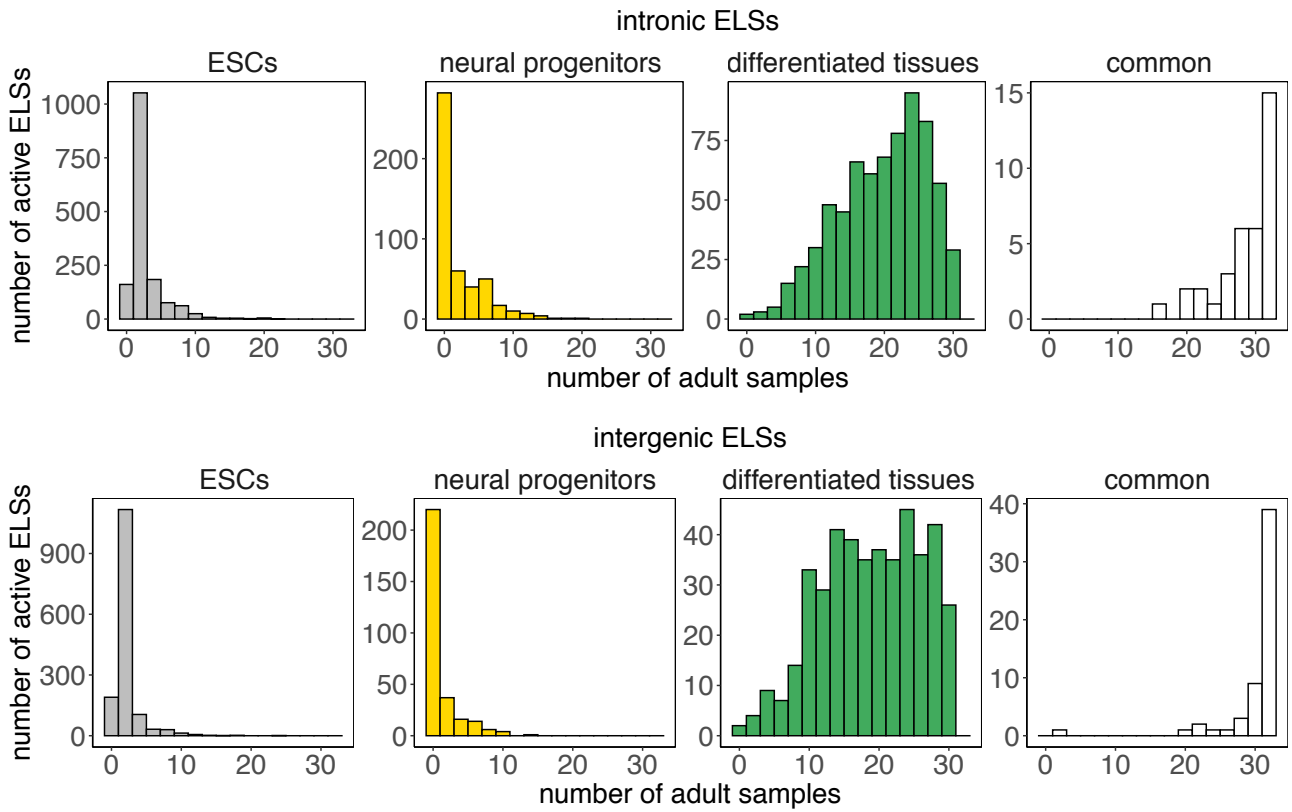 intronic ELSs
ESCs
neural progenitors
differentiated tissues
common
number of active ELSs
1000
750
500
250
0
200
100
0
75
50
25
0
15
10
5
0
0 10 20 30
0 10 20 30
0 10 20 30
0 10 20 30
number of adult samples
intergenic ELSs
ESCs
neural progenitors
differentiated tissues
common
number of active ELSs
900
600
300
0
200
150
100
50
0
40
30
20
10
0
40
30
20
10
0
0 10 20 30
0 10 20 30
0 10 20 30
0 10 20 30
number of adult samples